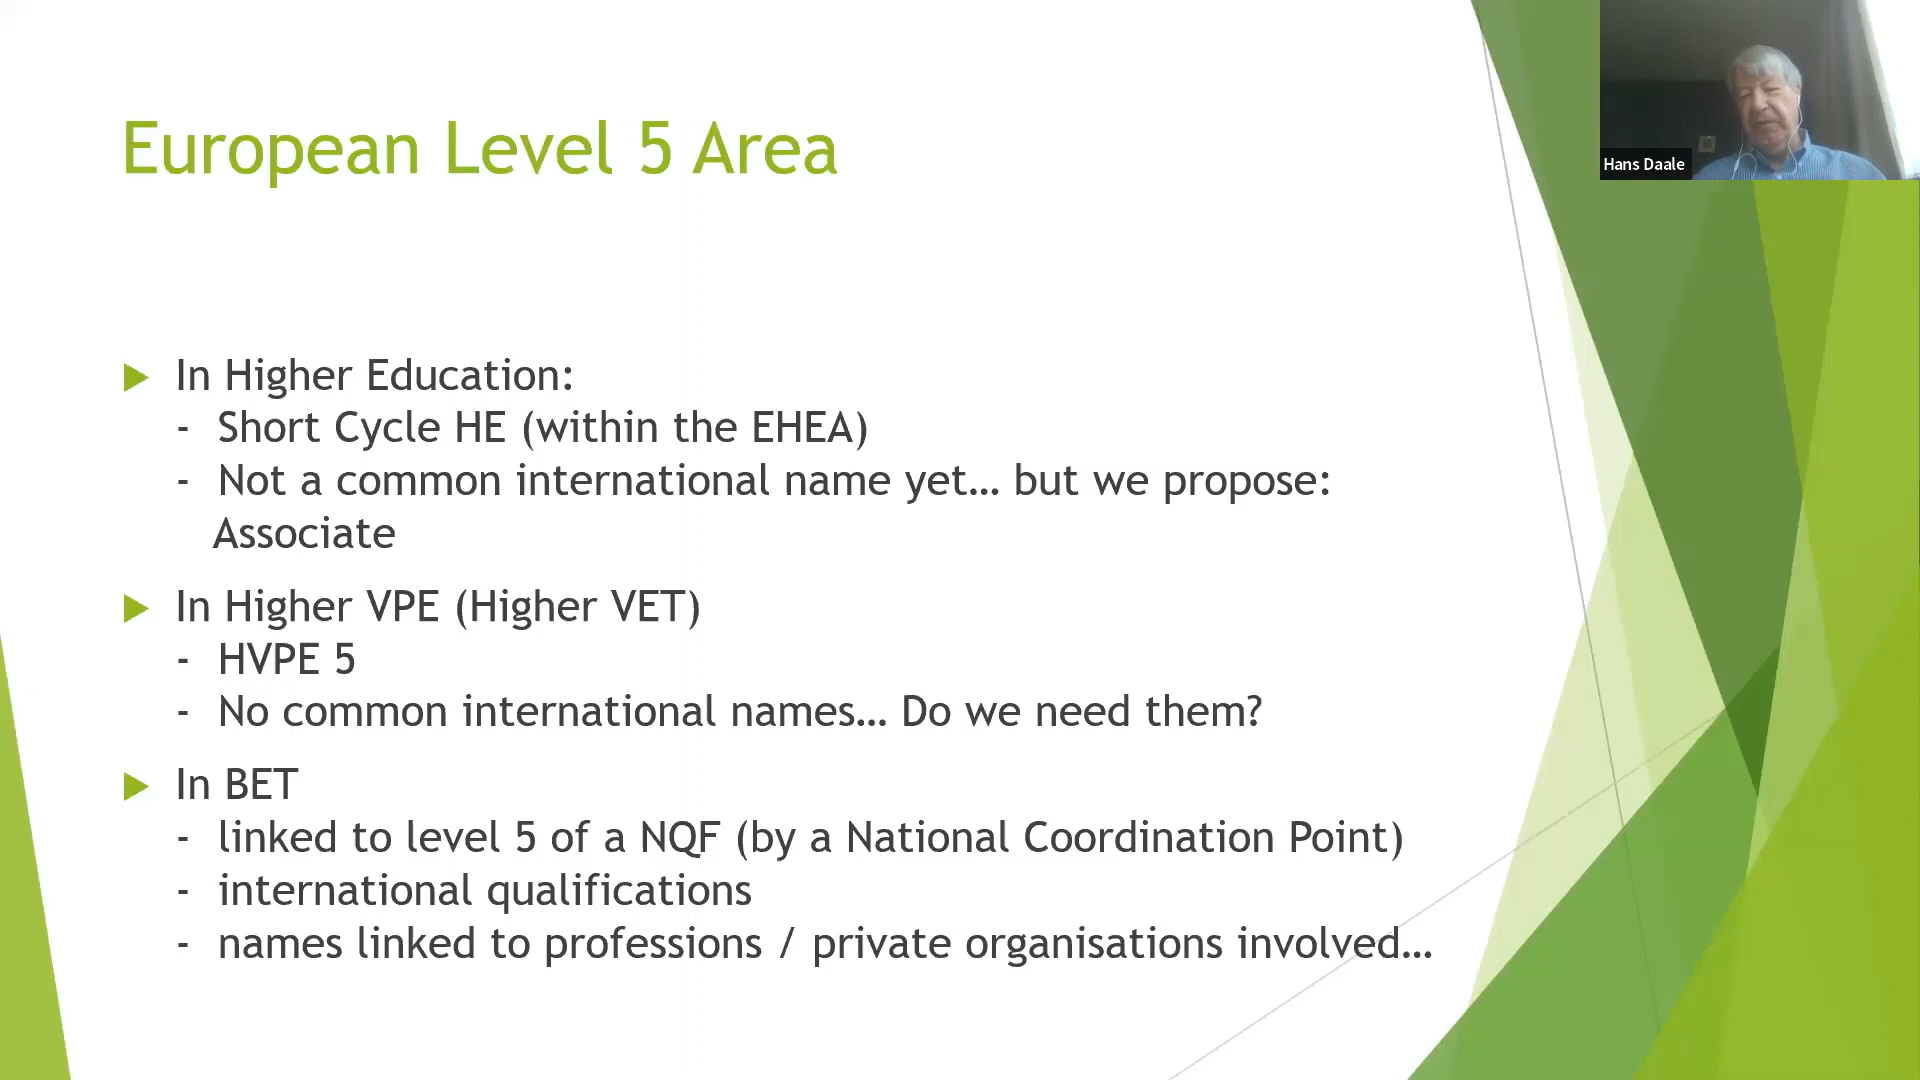 European Level 5 Area
Hans Daale
In Higher Education:
- Short Cycle HE (within the EHEA)
- Not a common international name yet… but we propose:
Associate
In Higher VPE (Higher VET)
- HVPE 5
- No common international names… Do we need them?
In BET
- linked to level 5 of a NQF (by a National Coordination Point)
- international qualifications
- names linked to professions / private organisations involved…